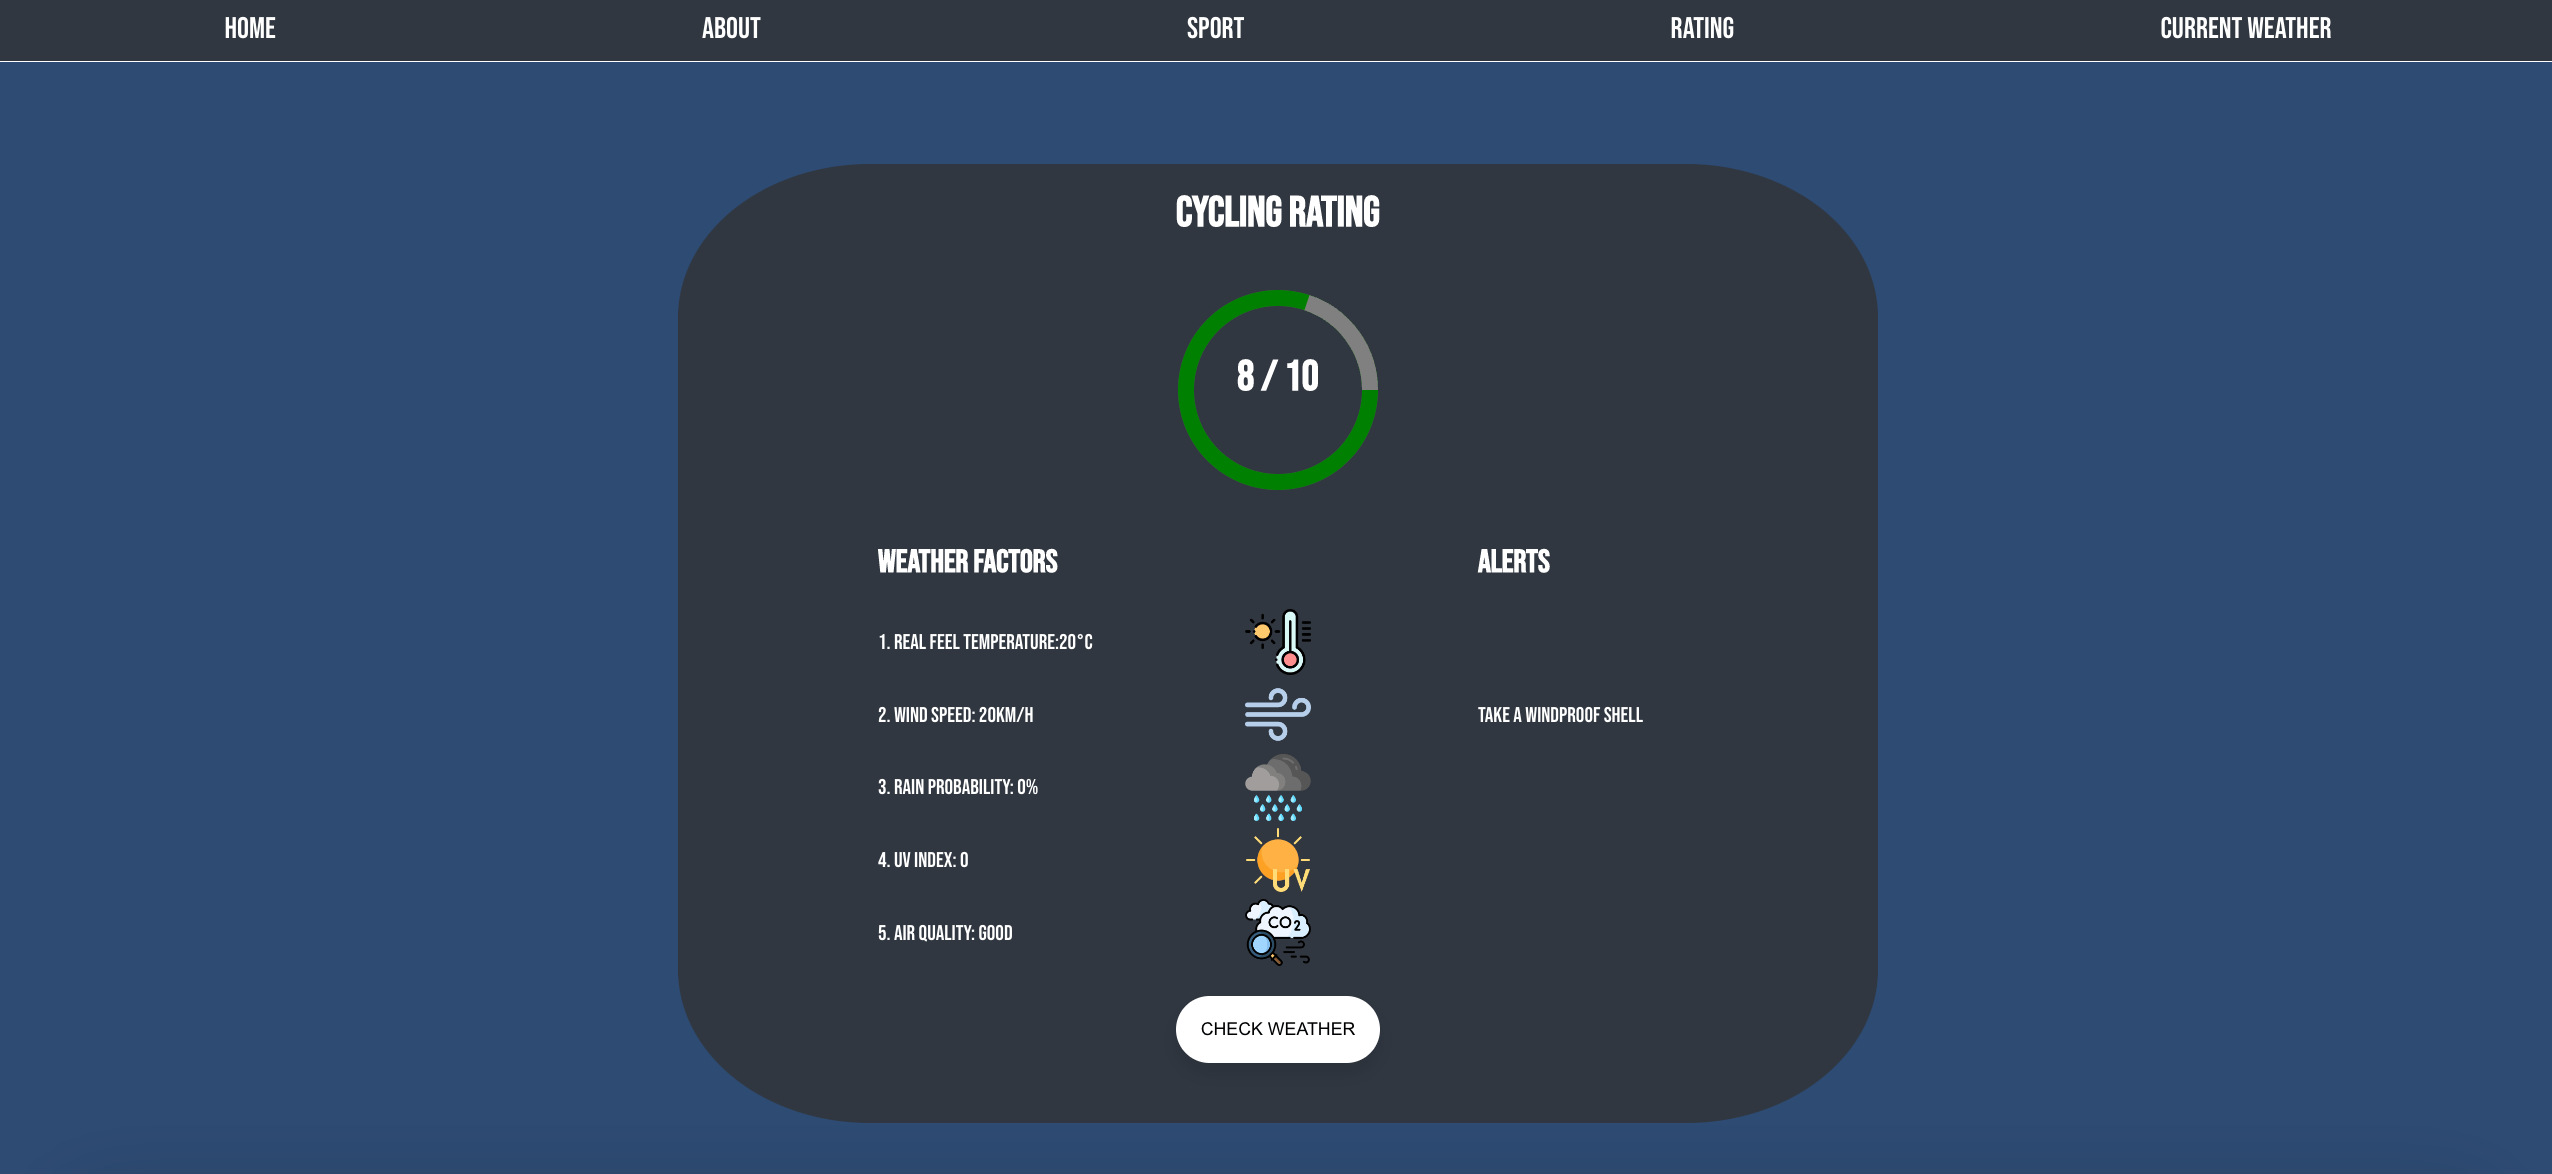 HOME ABOUT SPORT RATING CURRENT WEATHER
CYCLING RATING
8 / 10
WEATHER FACTORS ALERTS
1. REAL FEEL TEMPERATURE:20°C
2. WIND SPEED: 20KM/H TAKE A WINDPROOF SHELL
3. RAIN PROBABILITY: 0%
4. UV INDEX: 0
UV
5. AIR QUALITY: GOOD
CO2
CHECK WEATHER